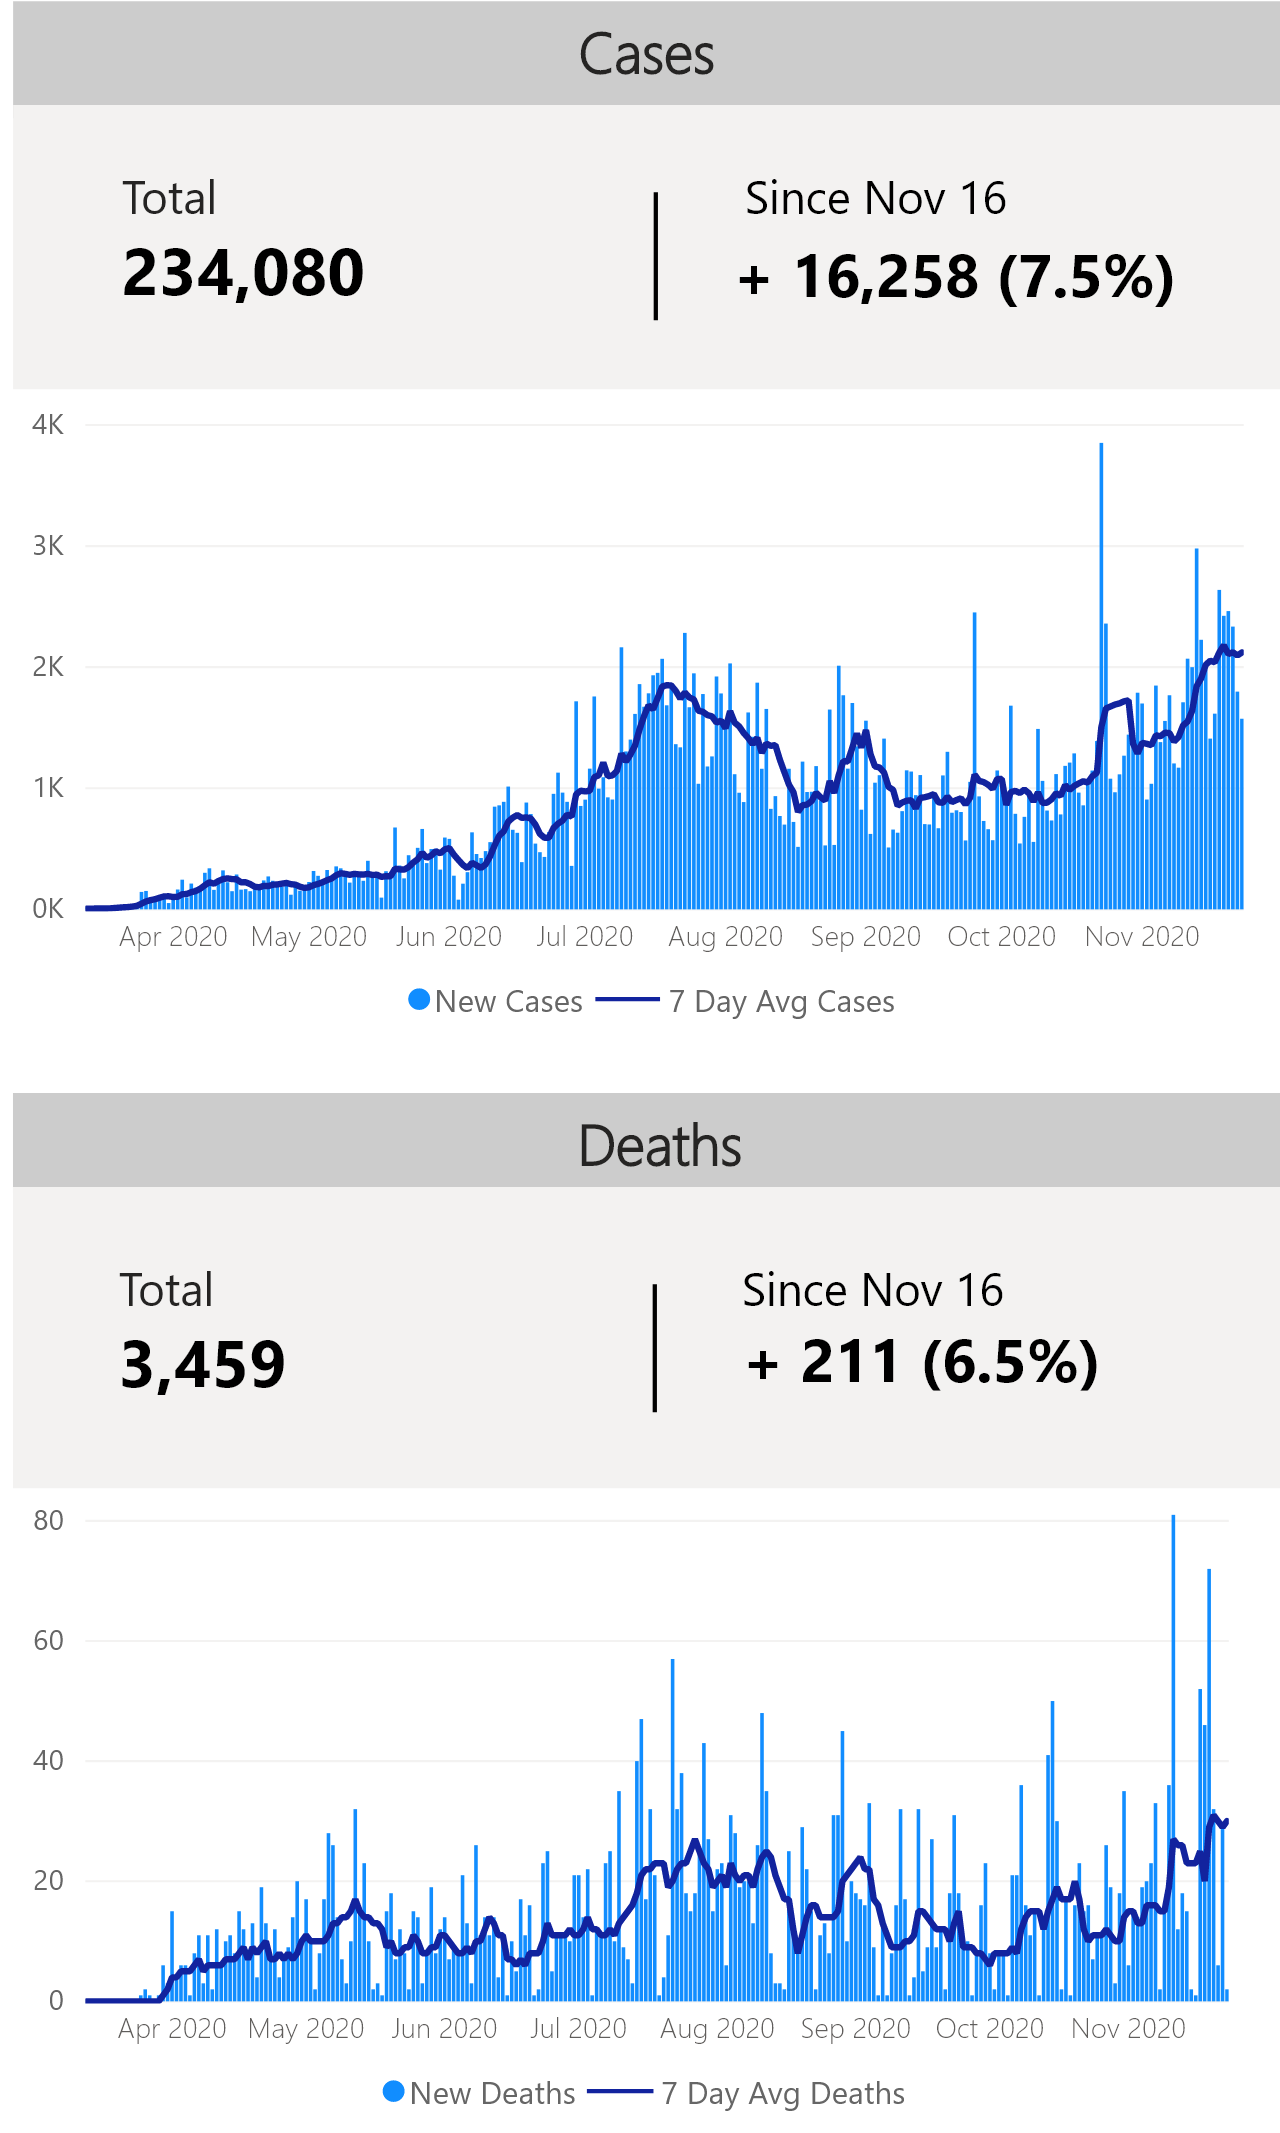 Cases
Total
Since Nov 16
234,080
+ 16,258 (7.5%)
4K
3K
2K
1K
0K
Apr 2020 May 2020 Jun 2020 Jul 2020 Aug 2020 Sep 2020 Oct 2020 Nov 2020
New Cases 7 Day Avg Cases
Deaths
Total
Since Nov 16
3,459
+ 211 (6.5%)
80
60
40
20
0
Apr 2020 May 2020 Jun 2020 Jul 2020 Aug 2020 Sep 2020 Oct 2020 Nov 2020
New Deaths 7 Day Avg Deaths